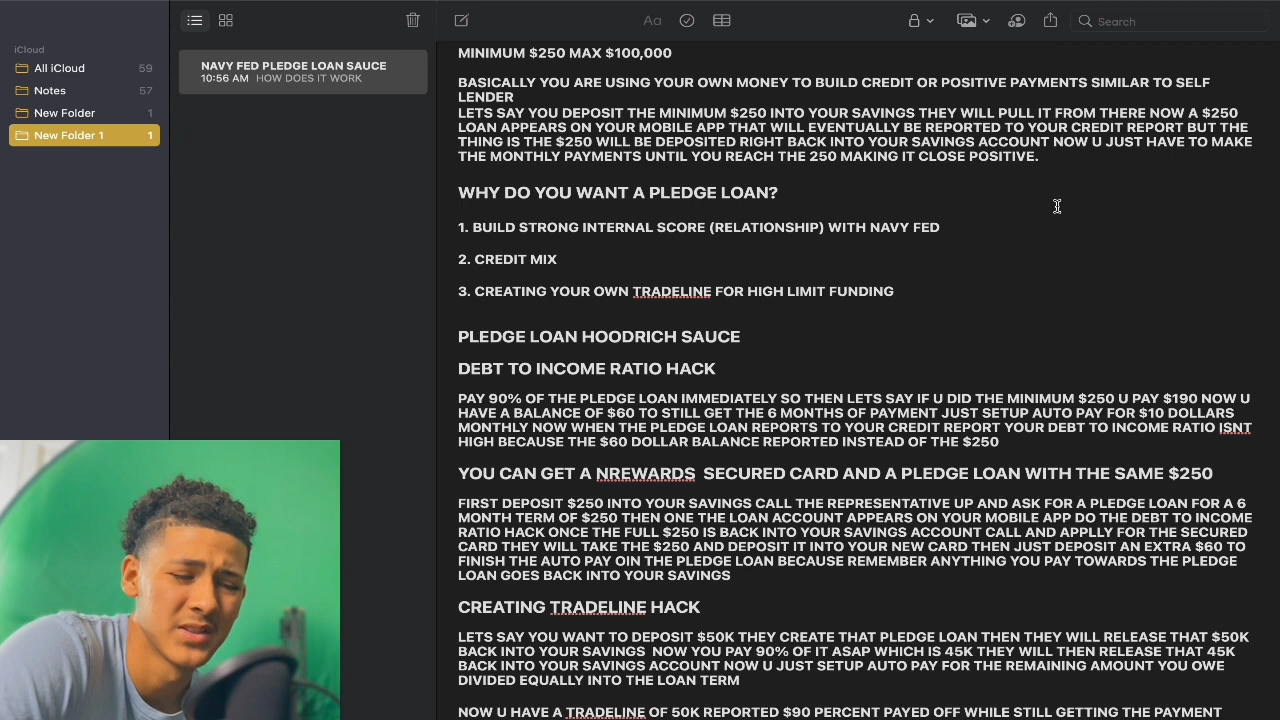 iCloud
All iCloud 59
Notes 57
New Folder 1
New Folder 1 1
NAVY FED PLEDGE LOAN SAUCE
10:56 AM HOW DOES IT WORK
Aa
Search
MINIMUM $250 MAX $100,000
BASICALLY YOU ARE USING YOUR OWN MONEY TO BUILD CREDIT OR POSITIVE PAYMENTS SIMILAR TO SELF
LENDER
LETS SAY YOU DEPOSIT THE MINIMUM $250 INTO YOUR SAVINGS THEY WILL PULL IT FROM THERE NOW A $250
LOAN APPEARS ON YOUR MOBILE APP THAT WILL EVENTUALLY BE REPORTED TO YOUR CREDIT REPORT BUT THE
THING IS THE $250 WILL BE DEPOSITED RIGHT BACK INTO YOUR SAVINGS ACCOUNT NOW U JUST HAVE TO MAKE
THE MONTHLY PAYMENTS UNTIL YOU REACH THE 250 MAKING IT CLOSE POSITIVE.
WHY DO YOU WANT A PLEDGE LOAN?
1. BUILD STRONG INTERNAL SCORE (RELATIONSHIP) WITH NAVY FED
2. CREDIT MIX
3. CREATING YOUR OWN TRADELINE FOR HIGH LIMIT FUNDING
PLEDGE LOAN HOODRICH SAUCE
DEBT TO INCOME RATIO HACK
PAY 90% OF THE PLEDGE LOAN IMMEDIATELY SO THEN LETS SAY IF U DID THE MINIMUM $250 U PAY $190 NOW U
HAVE A BALANCE OF $60 TO STILL GET THE 6 MONTHS OF PAYMENT JUST SETUP AUTO PAY FOR $10 DOLLARS
MONTHLY NOW WHEN THE PLEDGE LOAN REPORTS TO YOUR CREDIT REPORT YOUR DEBT TO INCOME RATIO ISNT
HIGH BECAUSE THE $60 DOLLAR BALANCE REPORTED INSTEAD OF THE $250
YOU CAN GET A NREWARDS SECURED CARD AND A PLEDGE LOAN WITH THE SAME $250
FIRST DEPOSIT $250 INTO YOUR SAVINGS CALL THE REPRESENTATIVE UP AND ASK FOR A PLEDGE LOAN FOR A 6
MONTH TERM OF $250 THEN ONE THE LOAN ACCOUNT APPEARS ON YOUR MOBILE APP DO THE DEBT TO INCOME
RATIO HACK ONCE THE FULL $250 IS BACK INTO YOUR SAVINGS ACCOUNT CALL AND APPLLY FOR THE SECURED
CARD THEY WILL TAKE THE $250 AND DEPOSIT IT INTO YOUR NEW CARD THEN JUST DEPOSIT AN EXTRA $60 TO
FINISH THE AUTO PAY OIN THE PLEDGE LOAN BECAUSE REMEMBER ANYTHING YOU PAY TOWARDS THE PLEDGE
LOAN GOES BACK INTO YOUR SAVINGS
CREATING TRADELINE HACK
LETS SAY YOU WANT TO DEPOSIT $50K THEY CREATE THAT PLEDGE LOAN THEN THEY WILL RELEASE THAT $50K
BACK INTO YOUR SAVINGS NOW YOU PAY 90% OF IT ASAP WHICH IS 45K THEY WILL THEN RELEASE THAT 45K
BACK INTO YOUR SAVINGS ACCOUNT NOW U JUST SETUP AUTO PAY FOR THE REMAINING AMOUNT YOU OWE
DIVIDED EQUALLY INTO THE LOAN TERM
NOW U HAVE A TRADELINE OF 50K REPORTED $90 PERCENT PAYED OFF WHILE STILL GETTING THE PAYMENT